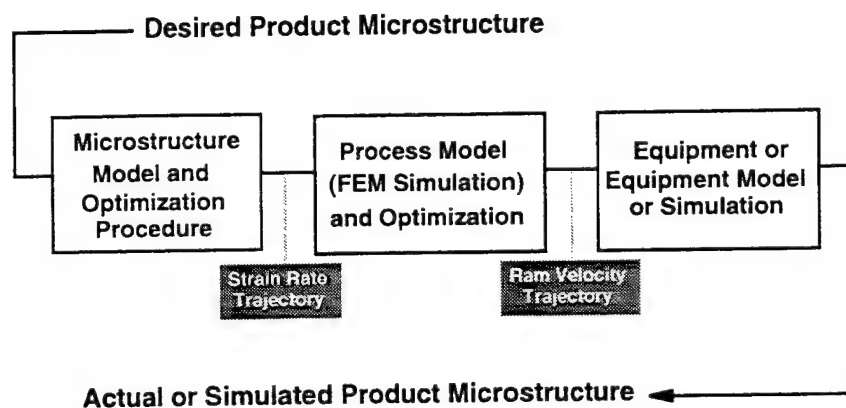 Desired Product Microstructure
Microstructure
Model and
Optimization
Procedure
Process Model
(FEM Simulation)
and Optimization
Equipment or
Equipment Model
or Simulation
Strain Rate
Trajectory
Ram Velocity
Trajectory
Actual or Simulated Product Microstructure